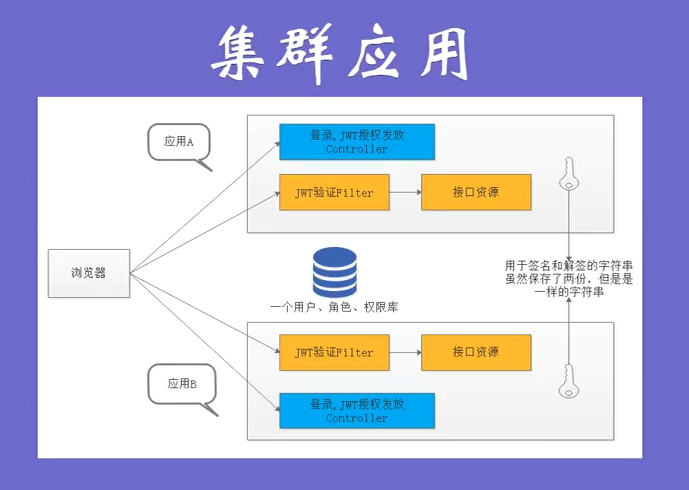 集群应用
应用A
登录,JWT授权发放
Controller
JWT验证Filter
接口资源
浏览器
用于签名和解签的字符串
虽然保存了两份，但是是
一样的字符串
一个用户、角色、权限库
JWT验证Filter
接口资源
应用B
登录,JWT授权发放
Controller